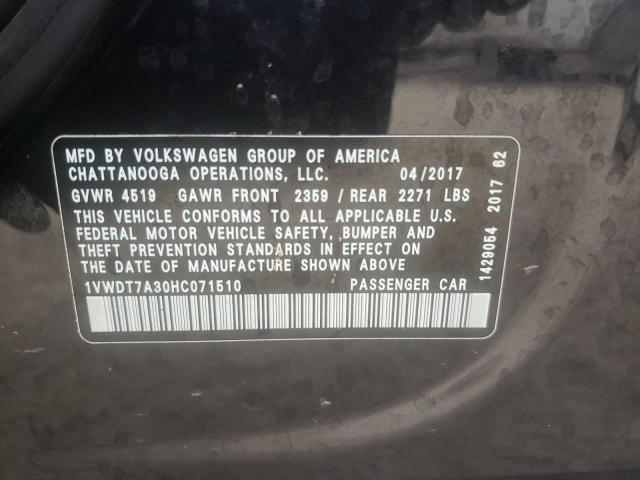 MFD BY VOLKSWAGEN GROUP OF AMERICA
CHATTANOOGA OPERATIONS, LLC. 04/2017
GVWR 4519 GAWR FRONT 2359 / REAR 2271 LBS
THIS VEHICLE CONFORMS TO ALL APPLICABLE U.S.
FEDERAL MOTOR VEHICLE SAFETY, BUMPER AND
THEFT PREVENTION STANDARDS IN EFFECT ON
THE DATE OF MANUFACTURE SHOWN ABOVE
1VWDT7A30HC071510 PASSENGER CAR
1429054 2017 62